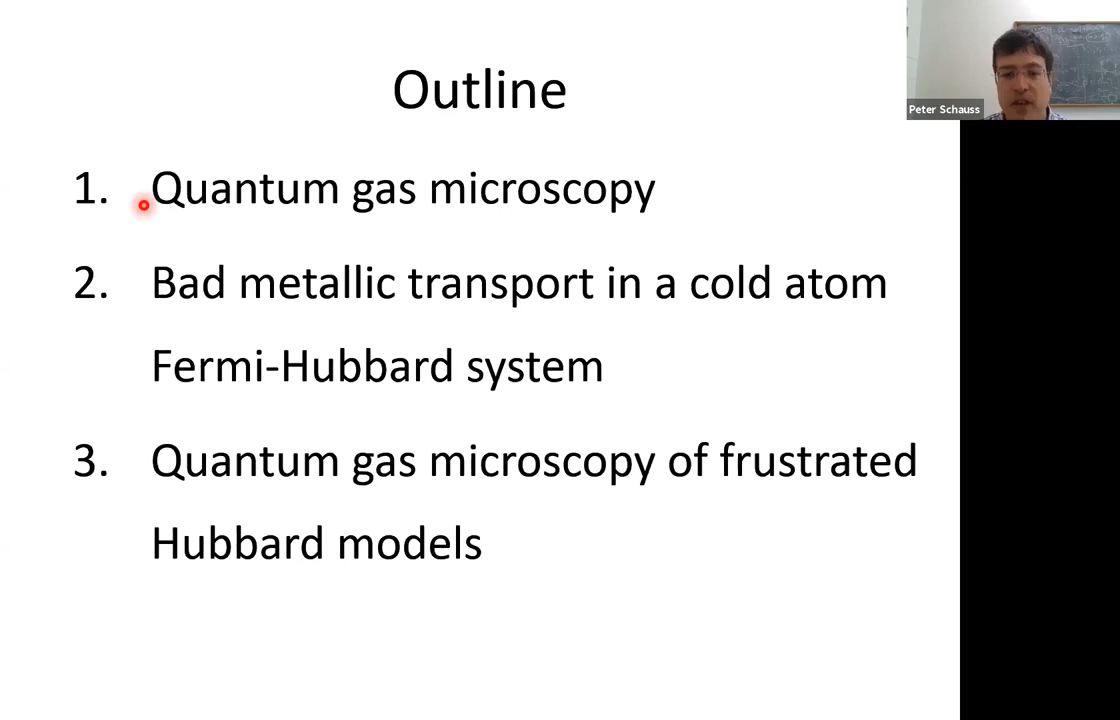 Outline
Peter Schauss
1. Quantum gas microscopy
2. Bad metallic transport in a cold atom
Fermi-Hubbard system
3. Quantum gas microscopy of frustrated
Hubbard models